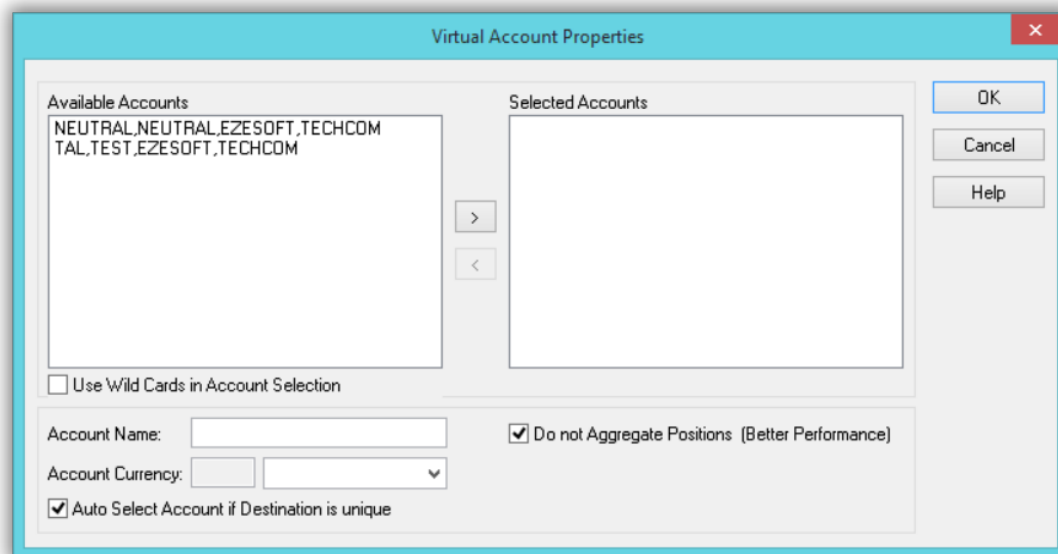 Virtual Account Properties
Available Accounts
NEUTRAL,NEUTRAL,EZESOFT,TECHCOM
TAL,TEST,EZESOFT,TECHCOM
Selected Accounts
>
<
OK
Cancel
Help
Use Wild Cards in Account Selection
Account Name:
Do not Aggregate Positions (Better Performance)
Account Currency:
Auto Select Account if Destination is unique